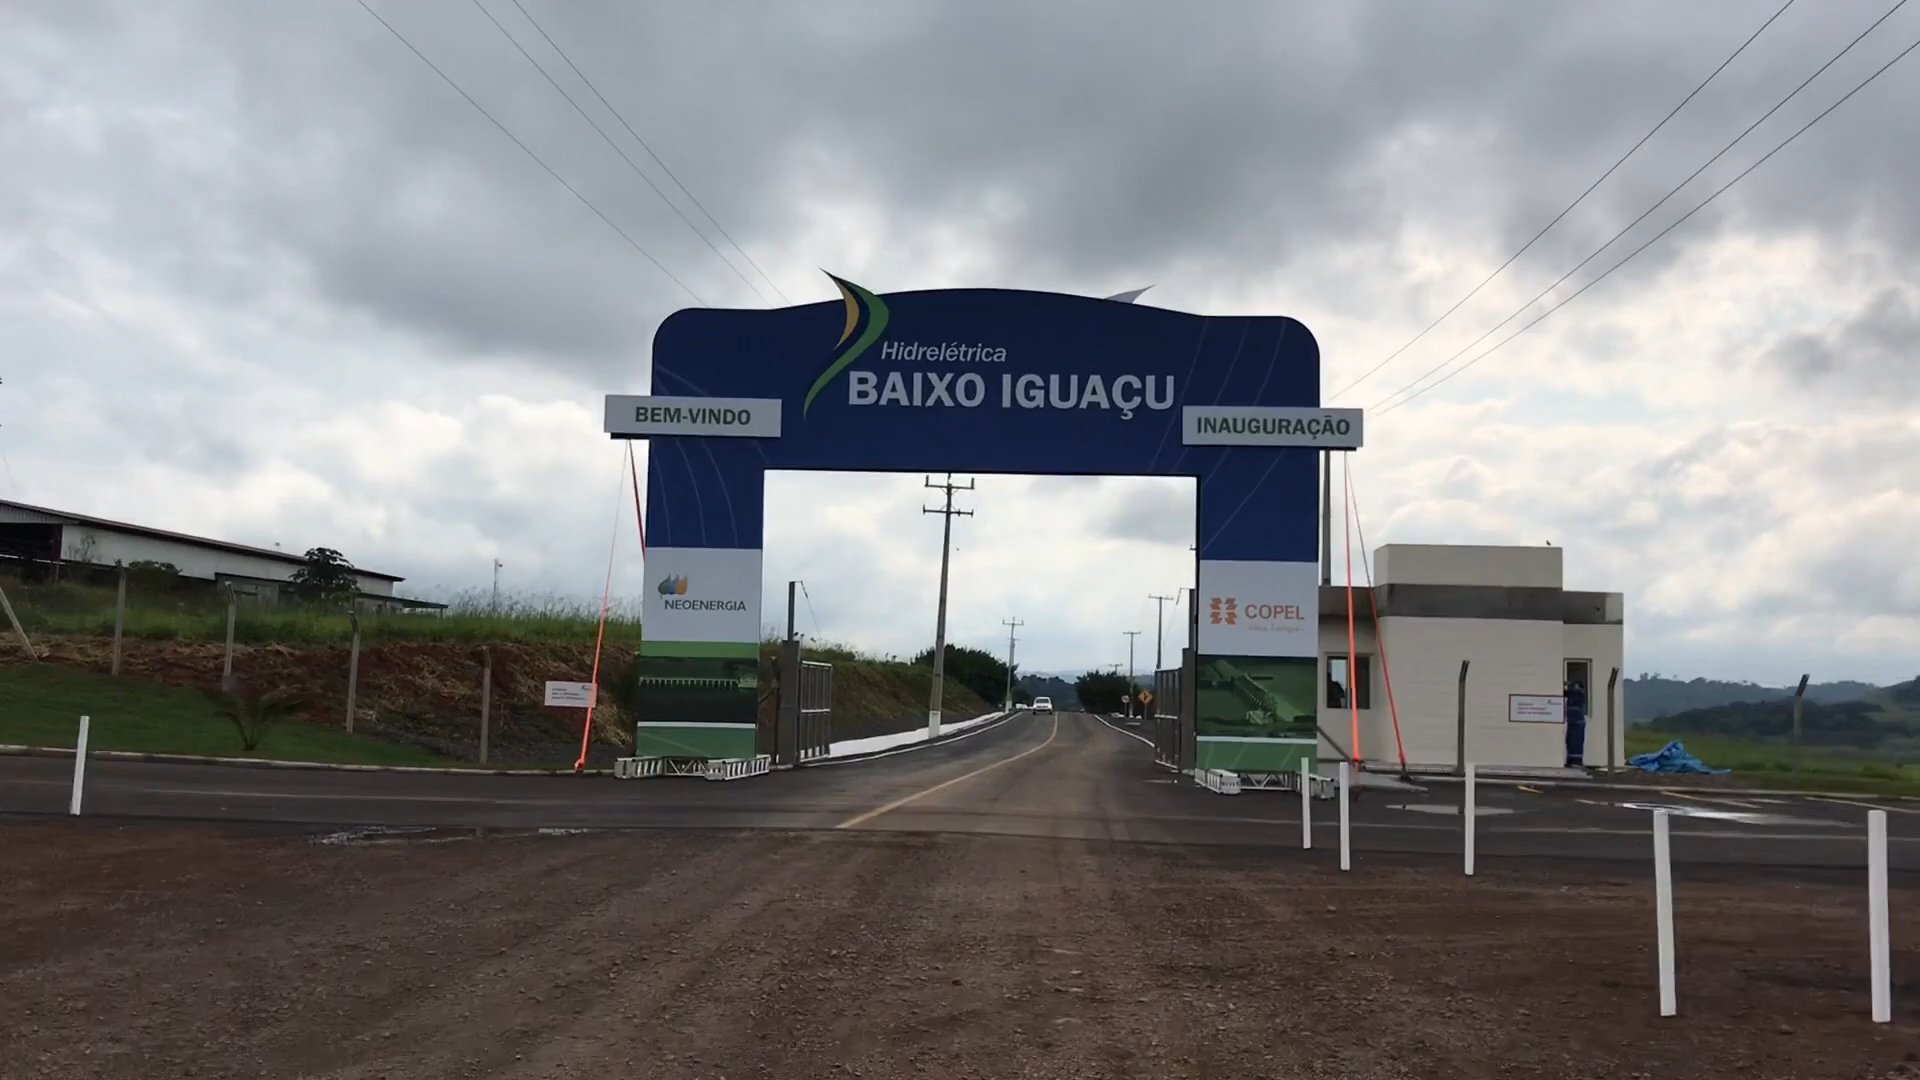 Hidrelétrica
BAIXO IGUAÇU
BEM-VINDO
INAUGURAÇÃO
NEOENERGIA
COPEL